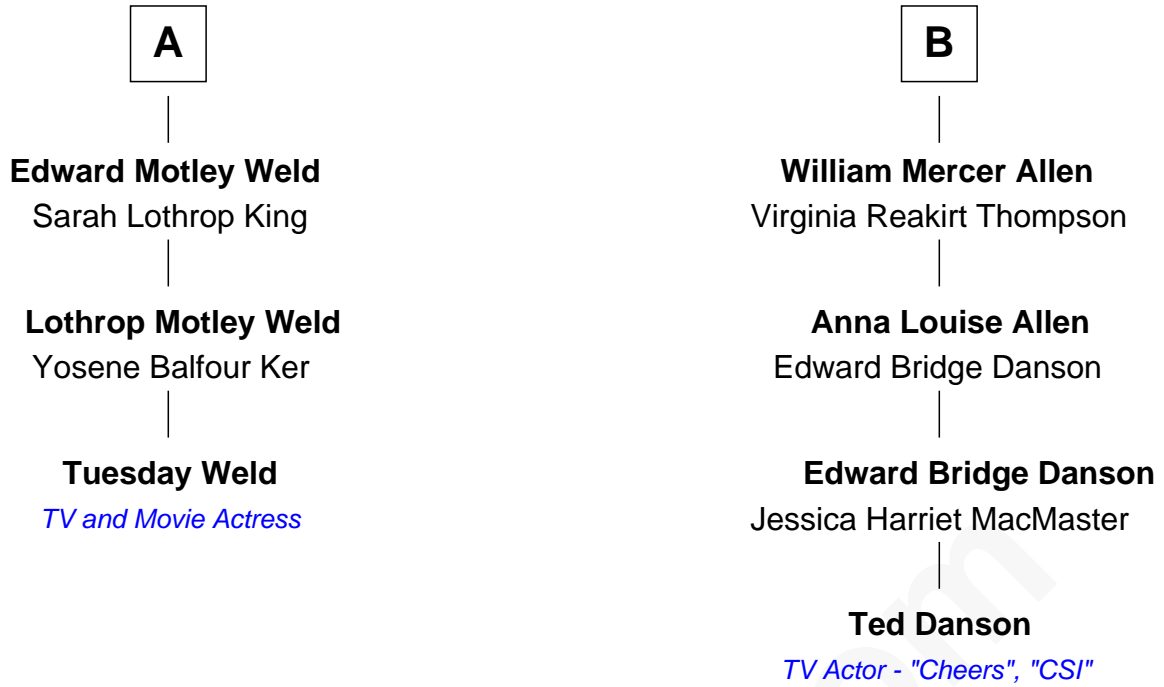 A
Edward Motley Weld
Sarah Lothrop King
Lothrop Motley Weld
Yosene Balfour Ker
Tuesday Weld
TV and Movie Actress
B
William Mercer Allen
Virginia Reakirt Thompson
Anna Louise Allen
Edward Bridge Danson
Edward Bridge Danson
Jessica Harriet MacMaster
Ted Danson
TV Actor - "Cheers", "CSI"